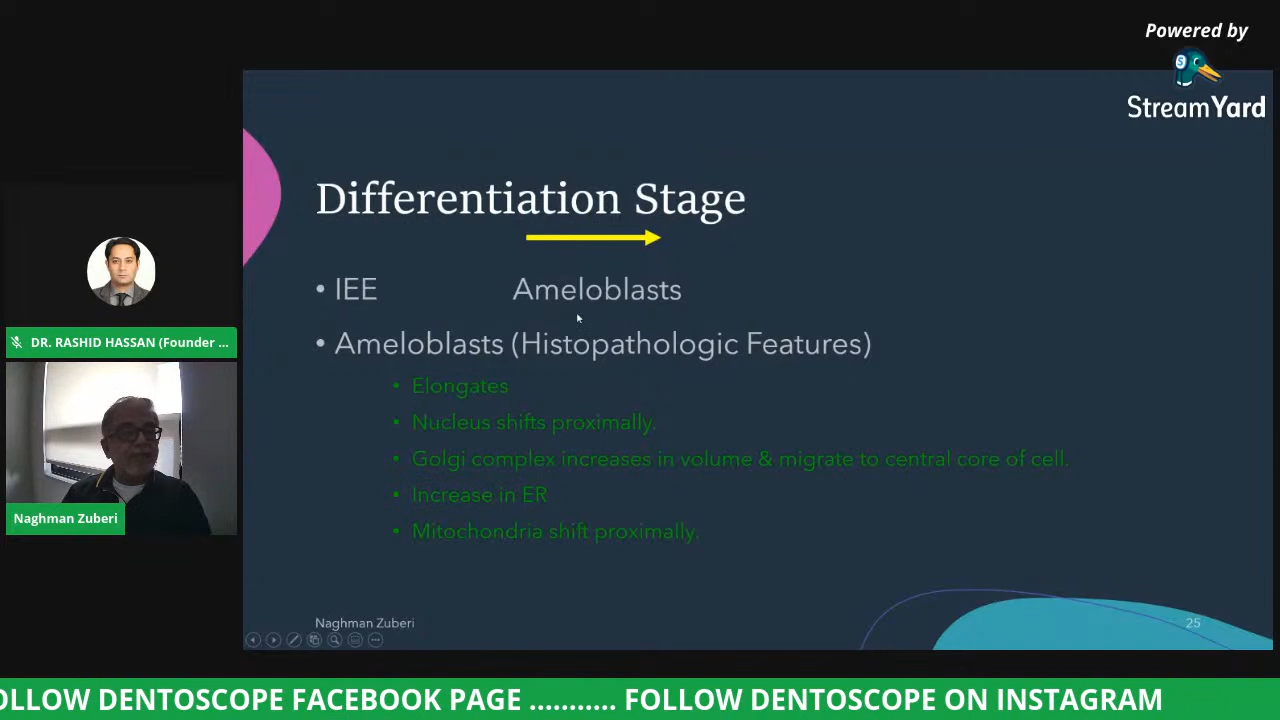 Powered by
StreamYard
Differentiation Stage
• IEE Ameloblasts
• Ameloblasts (Histopathologic Features)
• Elongates
• Nucleus shifts proximally.
• Golgi complex increases in volume & migrate to central core of cell.
• Increase in ER
• Mitochondria shift proximally.
Naghman Zuberi
25
DR. RASHID HASSAN (Founder ...
Naghman Zuberi
OLLOW DENTOSCOPE FACEBOOK PAGE ........... FOLLOW DENTOSCOPE ON INSTAGRAM